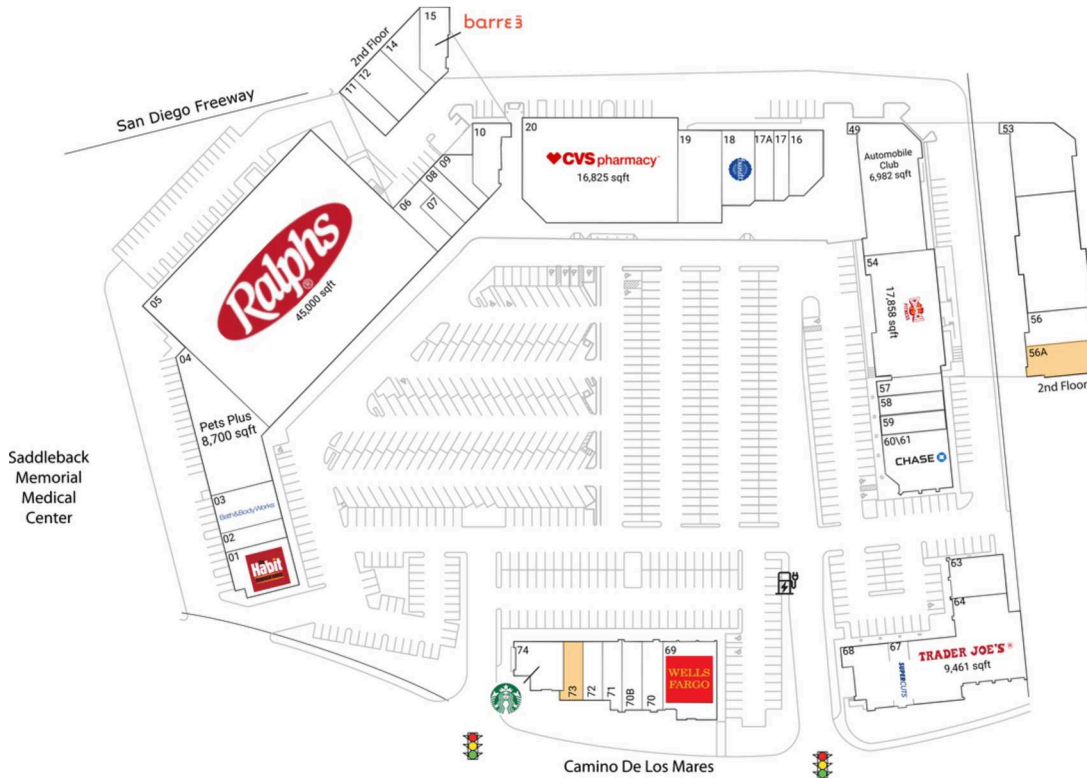 15
barre3
2nd Floor
14
12
11
San Diego Freeway
10
09
08
07
06
20
CVS pharmacy
16,825 sqft
19
18
17A
17
16
49
Automobile
Club
6,982 sqft
53
Ralphs
®
45,000 sqft
05
54
17,858 sqft
56
56A
2nd Floor
04
Pets Plus
8,700 sqft
57
58
59
60\61
CHASE
Saddleback
Memorial
Medical
Center
03
Bath&BodyWorks
02
01
Habit
63
64
74
73
72
71
70B
70
69
WELLS
FARGO
68
67
SUPERCUTS
TRADER JOE'S®
9,461 sqft
Camino De Los Mares